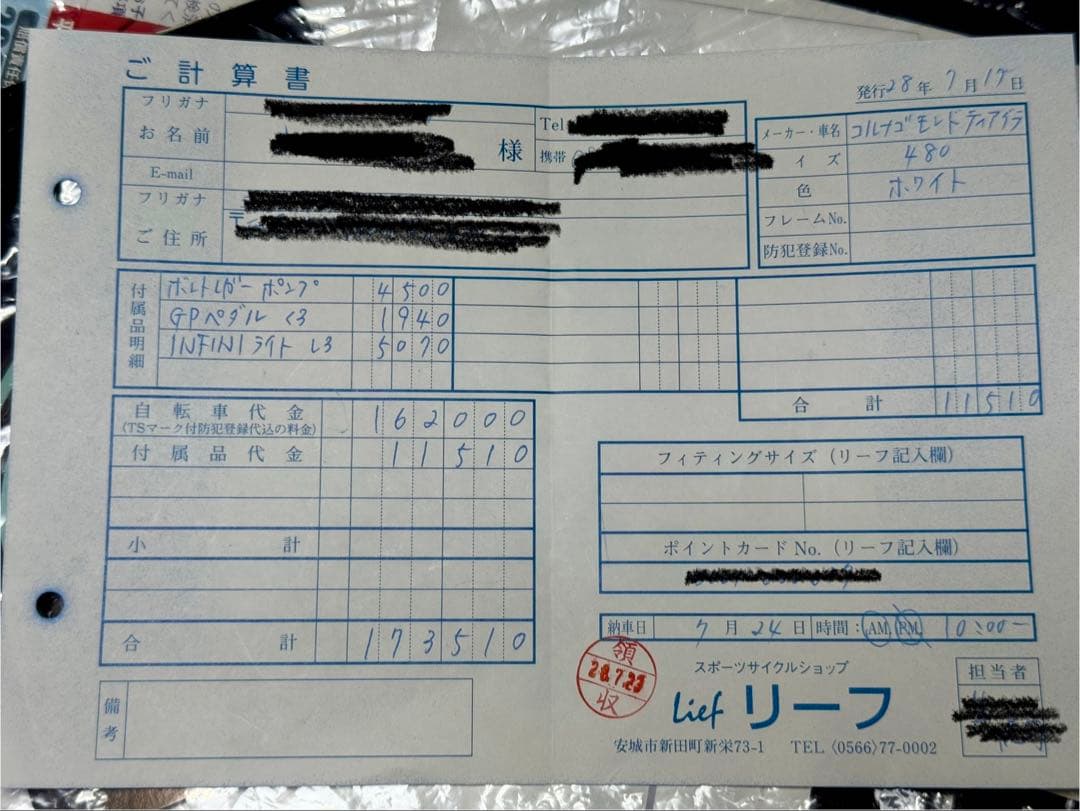 ご計算書
発行28年7月17日
フリガナ
お名前
様
Tel
携帯
E-mail
フリガナ
ご住所
〒
メーカー・車名 コルナゴ モンド ティアイラ
サイズ 480
色 ホワイト
フレームNo.
防犯登録No.
付属品明細
ボントレガー ポンプ 4500
GPペダル 1940
INFINIライト 5070
合計 11510
自転車代金 162000
(TSマーク付防犯登録代込の料金)
付属品代金 11510
小計
合計 173510
フィティングサイズ(リーフ記入欄)
ポイントカードNo.(リーフ記入欄)
納車日 7月24日 時間:AM PM 10:00~
領収
28.7.23
スポーツサイクルショップ
Lief リーフ
安城市新田町新栄73-1 TEL〈0566〉77-0002
担当者
備考